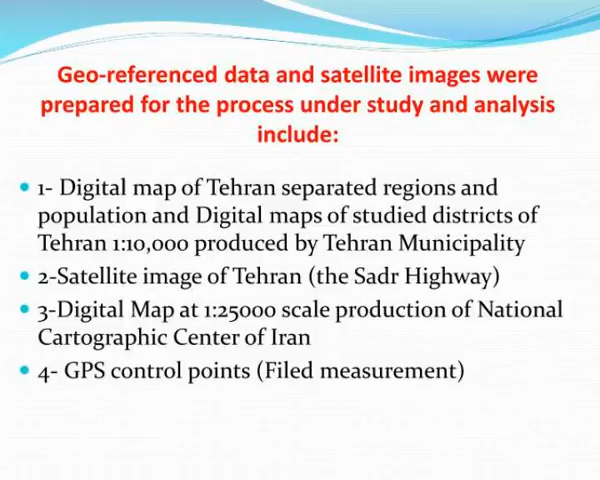 Geo-referenced data and satellite images were
prepared for the process under study and analysis
include:
1- Digital map of Tehran separated regions and
population and Digital maps of studied districts of
Tehran 1:10,000 produced by Tehran Municipality
2-Satellite image of Tehran (the Sadr Highway)
3-Digital Map at 1:25000 scale production of National
Cartographic Center of Iran
4- GPS control points (Filed measurement)